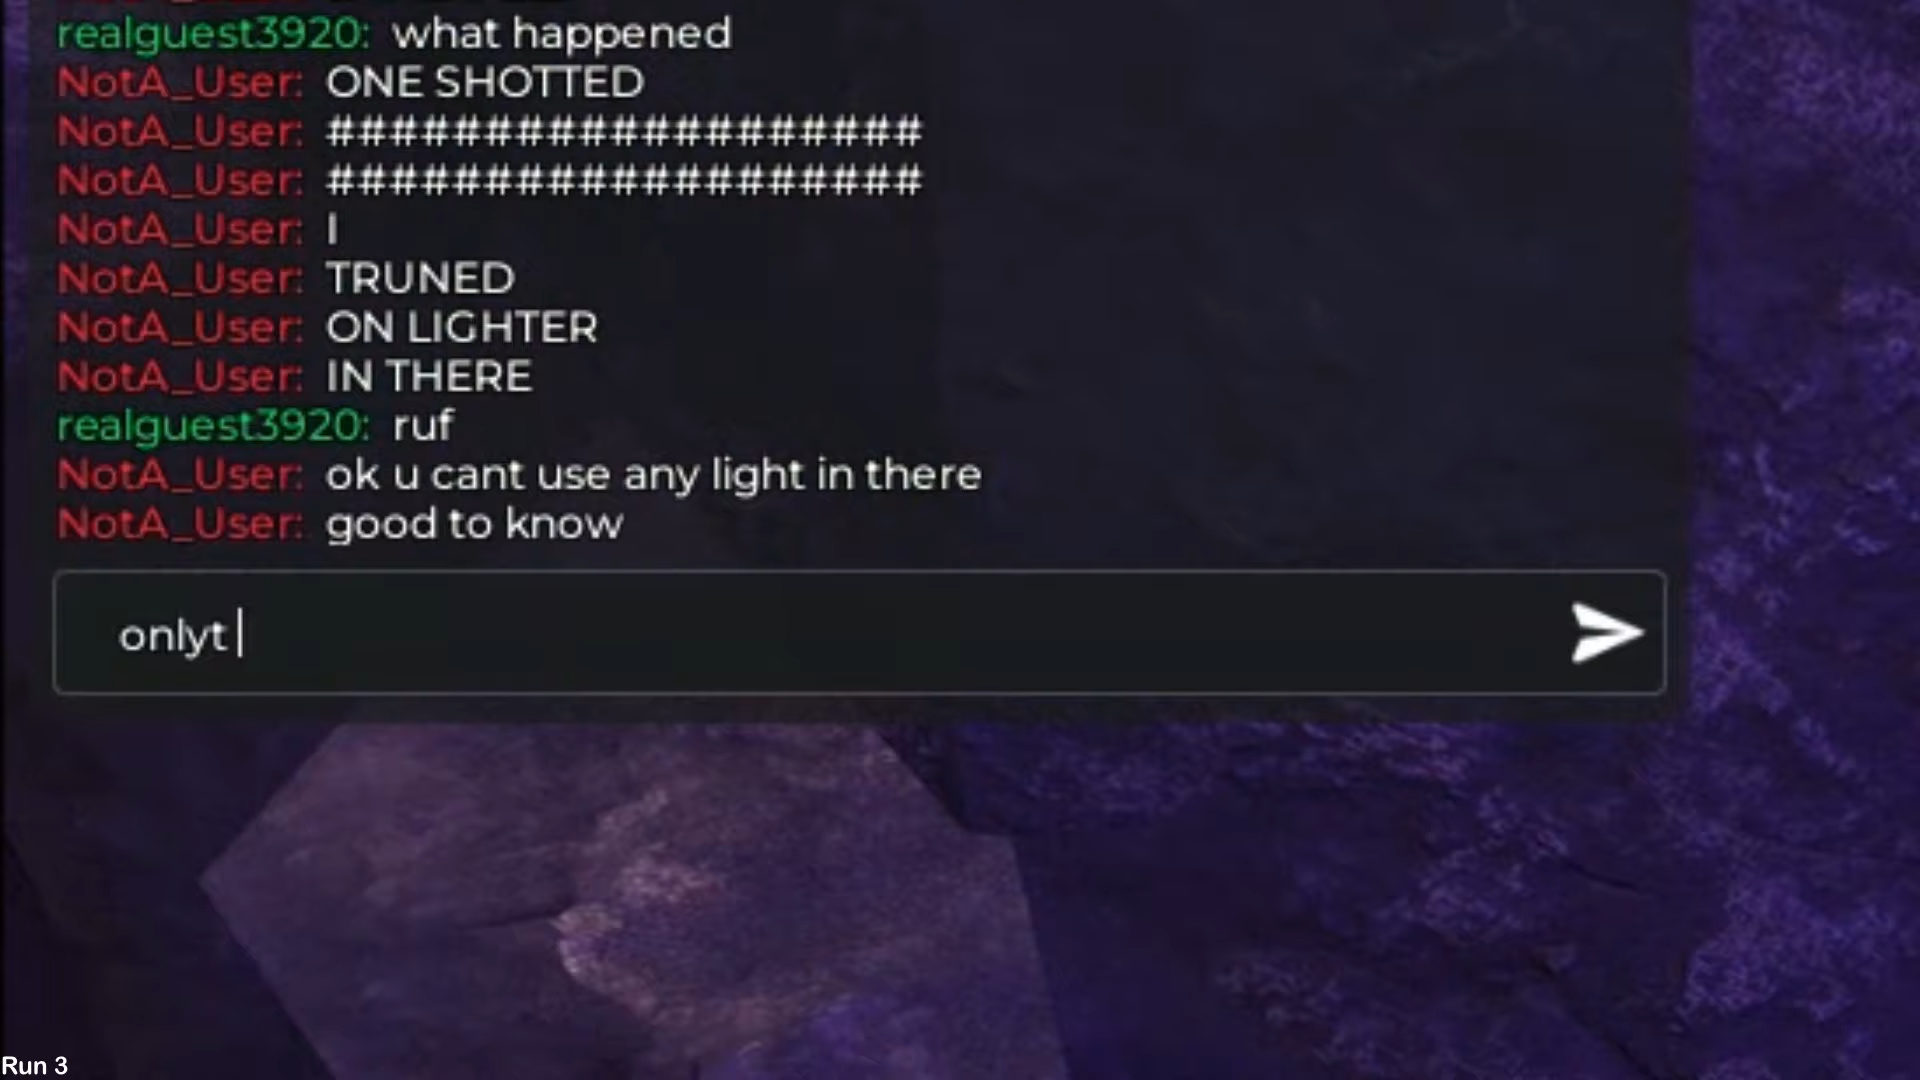 realguest3920: what happened
NotA_User: ONE SHOTTED
NotA_User: ###################
NotA_User: ###################
NotA_User: I
NotA_User: TRUNED
NotA_User: ON LIGHTER
NotA_User: IN THERE
realguest3920: ruf
NotA_User: ok u cant use any light in there
NotA_User: good to know
onlyt
Run 3